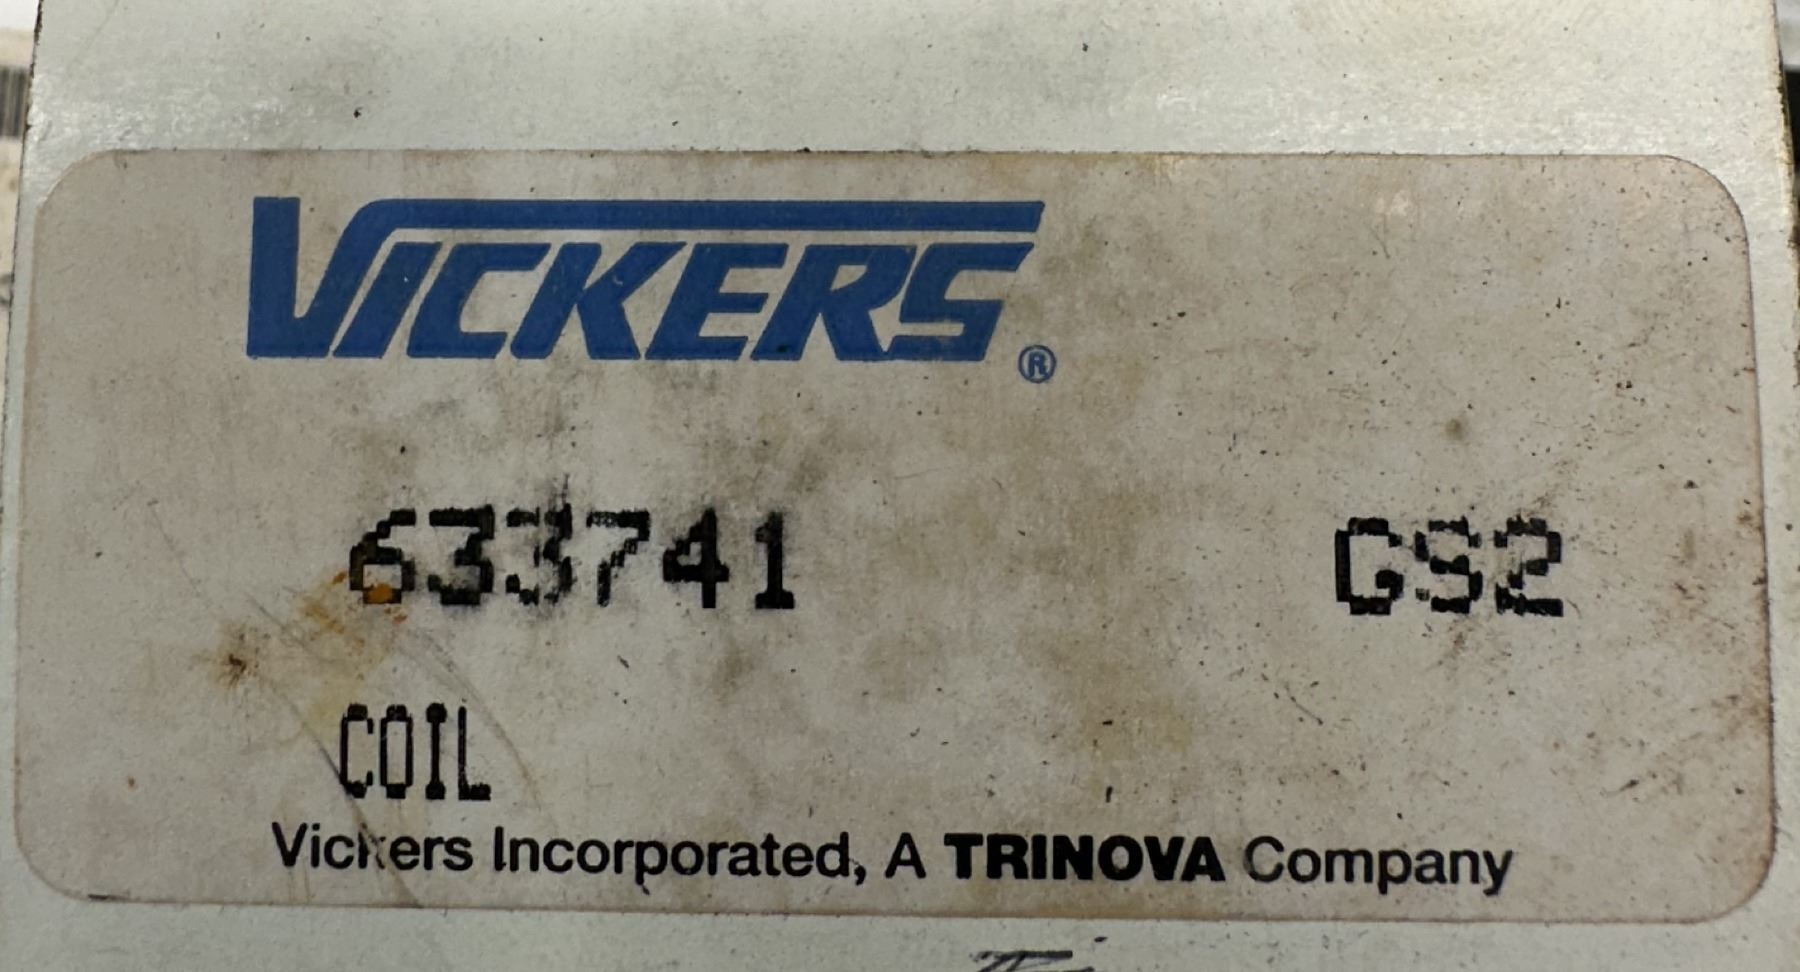 VICKERS®
633741 GS2
COIL
Vickers Incorporated, A TRINOVA Company